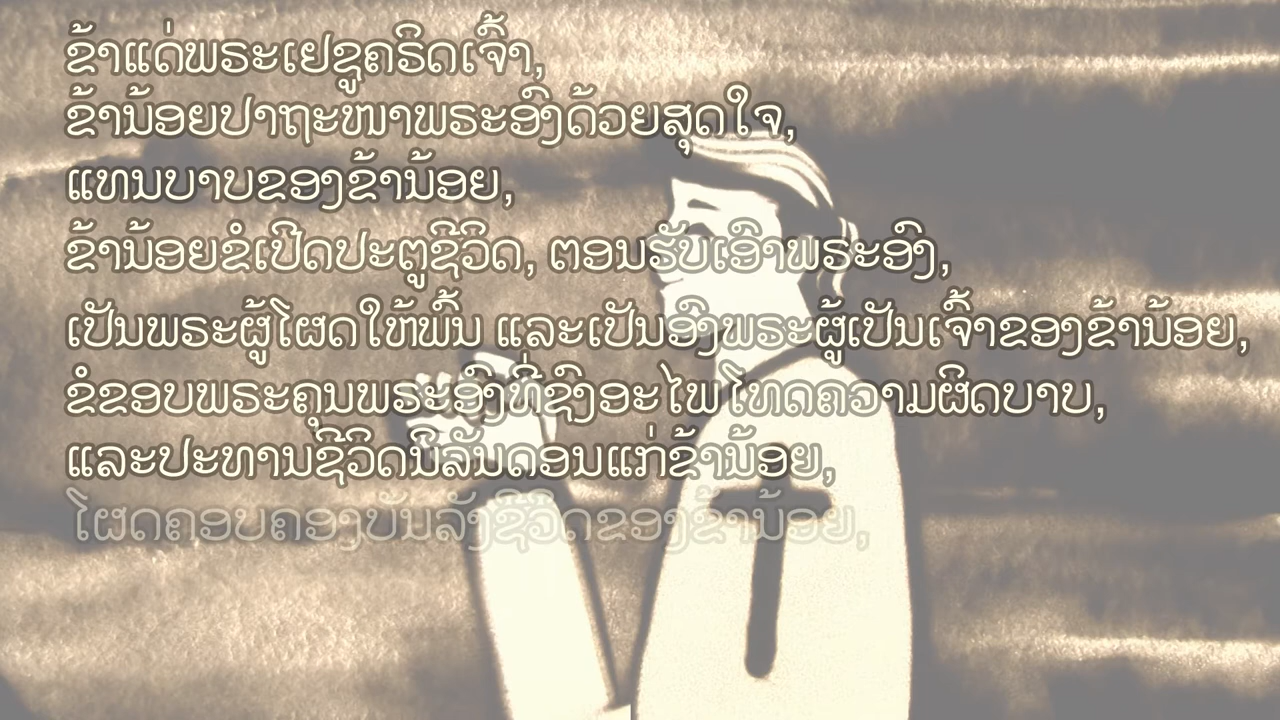 ຂ້າແດ່ພຣະເຢຊູຄຣິດເຈົ້າ,
ຂ້ານ້ອຍປາຖະໜາພຣະອົງດ້ວຍສຸດໃຈ,
ແທນບາບຂອງຂ້ານ້ອຍ,
ຂ້ານ້ອຍຂໍເປີດປະຕູຊີວິດ, ຕອນຮັບເອົາພຣະອົງ,
ເປັນພຣະຜູ້ໂຜດໃຫ້ພົ້ນ ແລະເປັນອົງພຣະຜູ້ເປັນເຈົ້າຂອງຂ້ານ້ອຍ,
ຂໍຂອບພຣະຄຸນພຣະອົງທີ່ຊົງອະໄພໂທດຄວາມຜິດບາບ,
ແລະປະທານຊີວິດນິລັນດອນແກ່ຂ້ານ້ອຍ,
ໂຜດຄອບຄອງບັນລັງຊີວິດຂອງຂ້ານ້ອຍ,